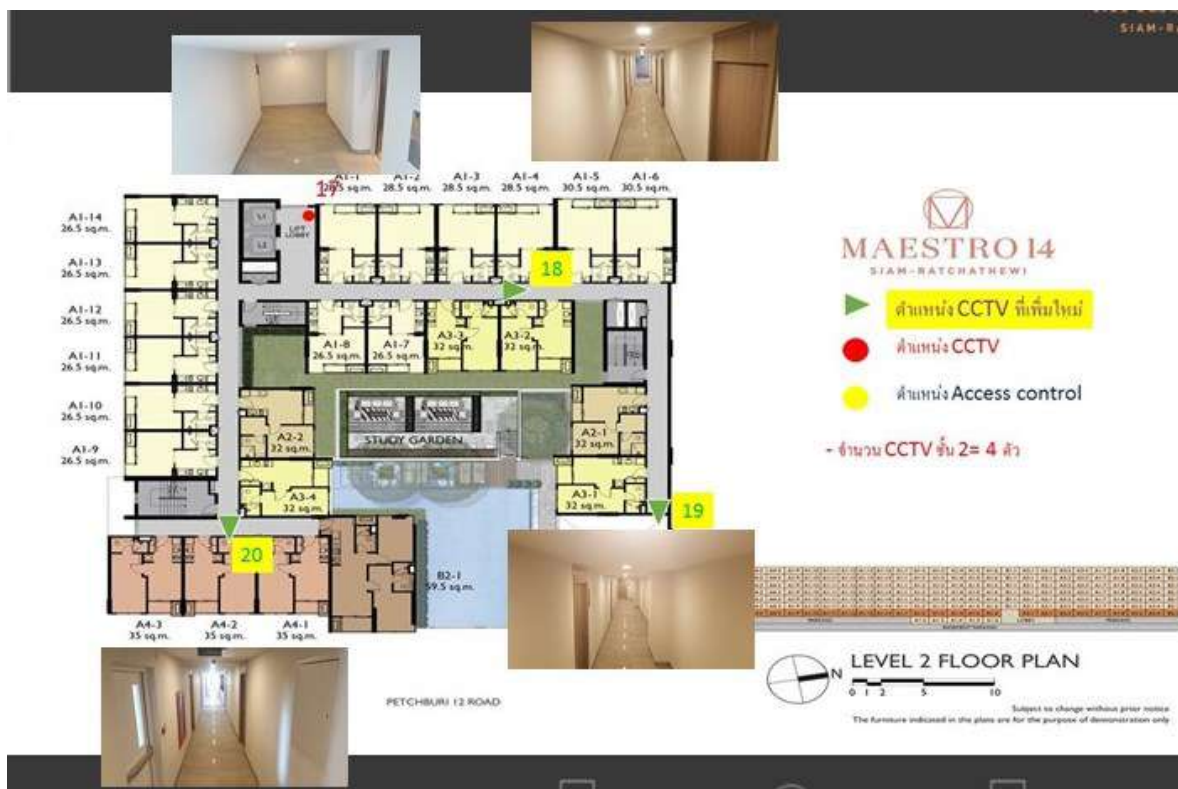 SIAM-RA
A1-1
28.5 sq.m.
17
A1-2
28.5 sq.m.
A1-3
28.5 sq.m.
A1-4
28.5 sq.m.
A1-5
30.5 sq.m.
A1-6
30.5 sq.m.
A1-14
26.5 sq.m.
A1-13
26.5 sq.m.
A1-12
26.5 sq.m.
A1-11
26.5 sq.m.
A1-10
26.5 sq.m.
A1-9
26.5 sq.m.
L1
L2
LIFT
LOBBY
18
A1-8
26.5 sq.m.
A1-7
26.5 sq.m.
A3-3
32 sq.m.
A3-2
32 sq.m.
A2-2
32 sq.m.
STUDY GARDEN
A2-1
32 sq.m.
A3-4
32 sq.m.
A3-1
32 sq.m.
19
20
B2-1
59.5 sq.m.
A4-3
35 sq.m.
A4-2
35 sq.m.
A4-1
35 sq.m.
PETCHBURI 12 ROAD
MAESTRO 14
SIAM-RATCHATHEWI
ตำแหน่ง CCTV ที่เพิ่มใหม่
ตำแหน่ง CCTV
ตำแหน่ง Access control
- จำนวน CCTV ชั้น 2= 4 ตัว
N
LEVEL 2 FLOOR PLAN
0 1 2 5 10
Subject to change without prior notice
The furniture indicated in the plans are for the purpose of demonstration only